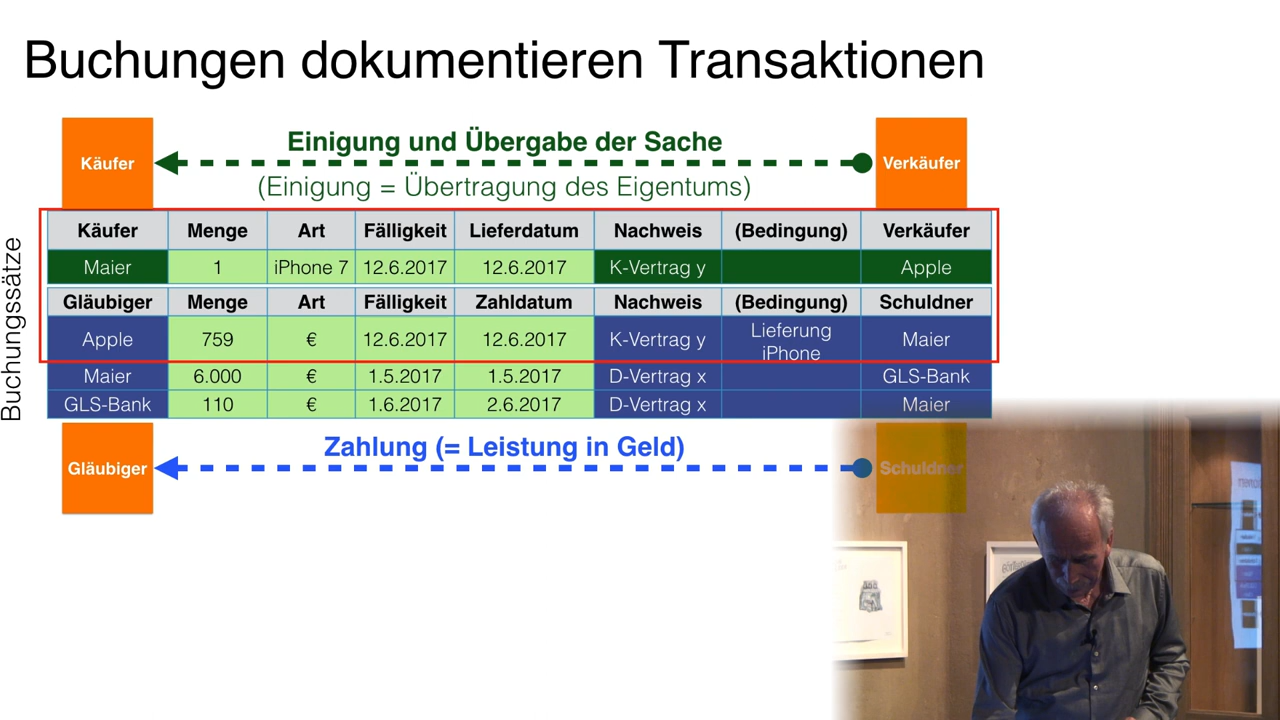 Buchungen dokumentieren Transaktionen
Käufer
Einigung und Übergabe der Sache
(Einigung = Übertragung des Eigentums)
Verkäufer
Buchungssätze
Käufer Menge Art Fälligkeit Lieferdatum Nachweis (Bedingung) Verkäufer
Maier 1 iPhone 7 12.6.2017 12.6.2017 K-Vertrag y Apple
Gläubiger Menge Art Fälligkeit Zahldatum Nachweis (Bedingung) Schuldner
Apple 759 € 12.6.2017 12.6.2017 K-Vertrag y Lieferung iPhone Maier
Maier 6.000 € 1.5.2017 1.5.2017 D-Vertrag x GLS-Bank
GLS-Bank 110 € 1.6.2017 2.6.2017 D-Vertrag x Maier
Gläubiger
Zahlung (= Leistung in Geld)
Schuldner